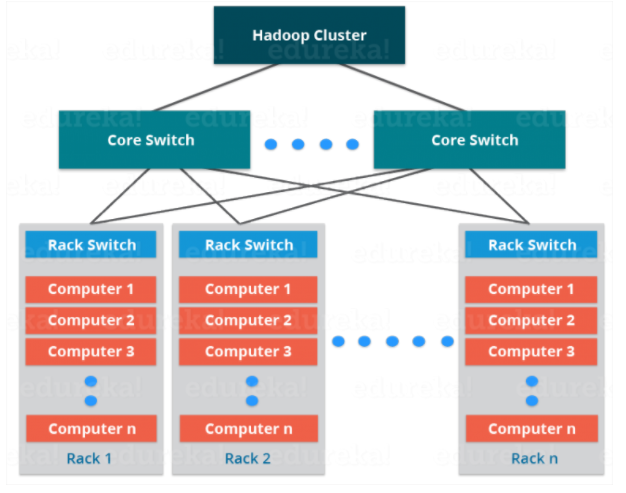 Hadoop Cluster
edureka!
Core Switch
Core Switch
Rack Switch
Rack Switch
Rack Switch
Computer 1
Computer 1
Computer 1
Computer 2
Computer 2
Computer 2
Computer 3
Computer 3
Computer 3
Computer n
Computer n
Computer n
Rack 1
Rack 2
Rack n